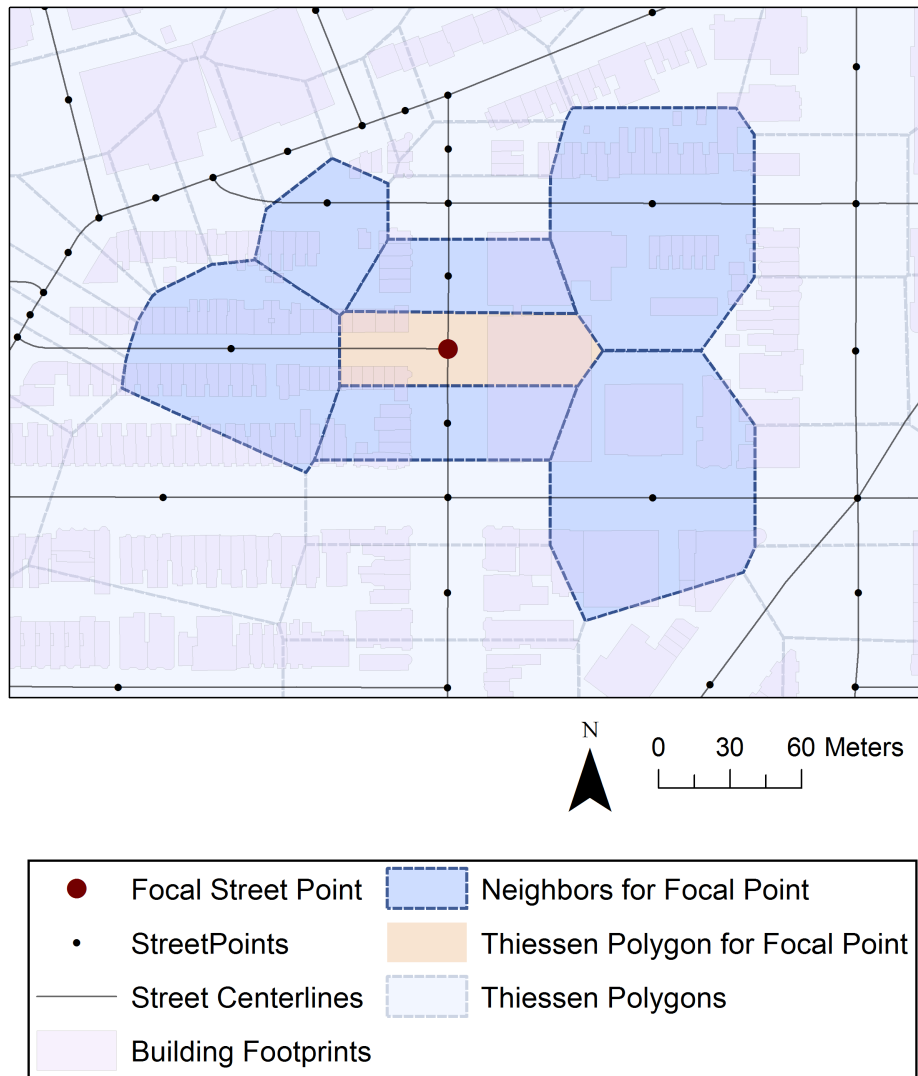 N
0 30 60 Meters
Focal Street Point
Neighbors for Focal Point
StreetPoints
Thiessen Polygon for Focal Point
Street Centerlines
Thiessen Polygons
Building Footprints